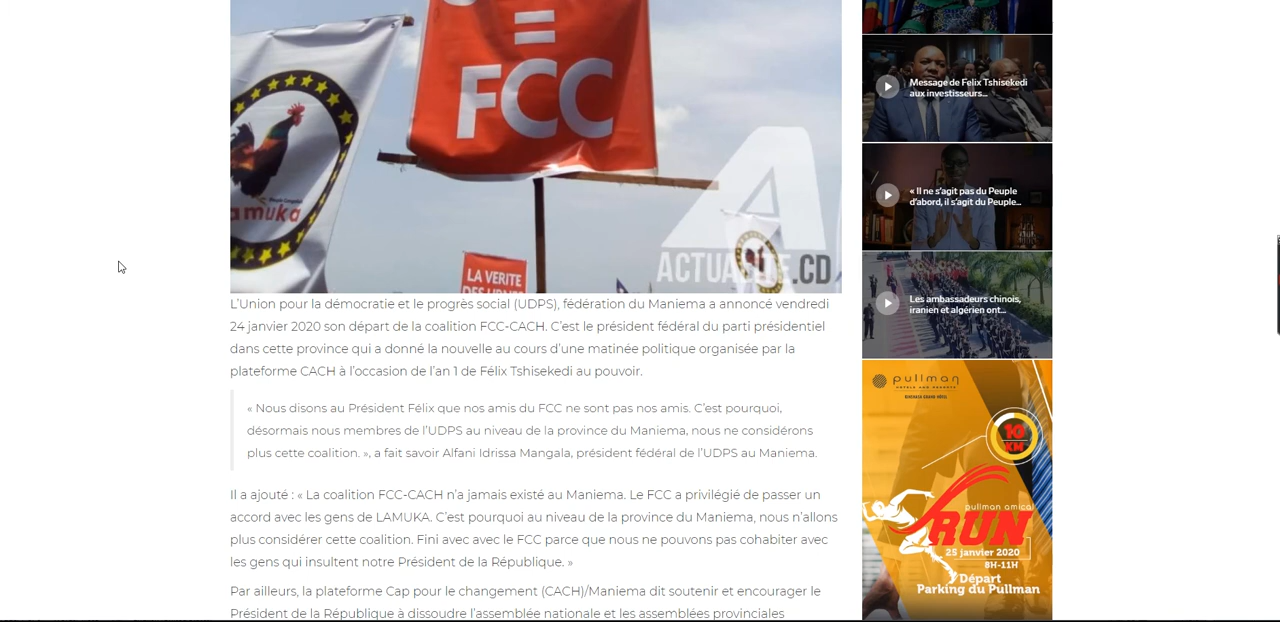 =
FCC
Peuple Congolais
amuka
LA VERITE
DES URNES
ACTUALITE.CD
L'Union pour la démocratie et le progrès social (UDPS), fédération du Maniema a annoncé vendredi
24 janvier 2020 son départ de la coalition FCC-CACH. C'est le président fédéral du parti présidentiel
dans cette province qui a donné la nouvelle au cours d'une matinée politique organisée par la
plateforme CACH à l'occasion de l'an 1 de Félix Tshisekedi au pouvoir.
« Nous disons au Président Félix que nos amis du FCC ne sont pas nos amis. C'est pourquoi,
désormais nous membres de l'UDPS au niveau de la province du Maniema, nous ne considérons
plus cette coalition. », a fait savoir Alfani Idrissa Mangala, président fédéral de l'UDPS au Maniema.
Il a ajouté : « La coalition FCC-CACH n'a jamais existé au Maniema. Le FCC a privilégié de passer un
accord avec les gens de LAMUKA. C'est pourquoi au niveau de la province du Maniema, nous n'allons
plus considérer cette coalition. Fini avec avec le FCC parce que nous ne pouvons pas cohabiter avec
les gens qui insultent notre Président de la République. »
Par ailleurs, la plateforme Cap pour le changement (CACH)/Maniema dit soutenir et encourager le
Président de la République à dissoudre l'assemblée nationale et les assemblées provinciales
Message de Felix Tshisekedi
aux investisseurs...
« Il ne s'agit pas du Peuple
d'abord, il s'agit du Peuple...
Les ambassadeurs chinois,
iranien et algérien ont...
pullman
HOTELS AND RESORTS
KINSHASA GRAND HÔTEL
10
KM
pullman amical
RUN
25 janvier 2020
8H-11H
Départ
Parking du Pullman